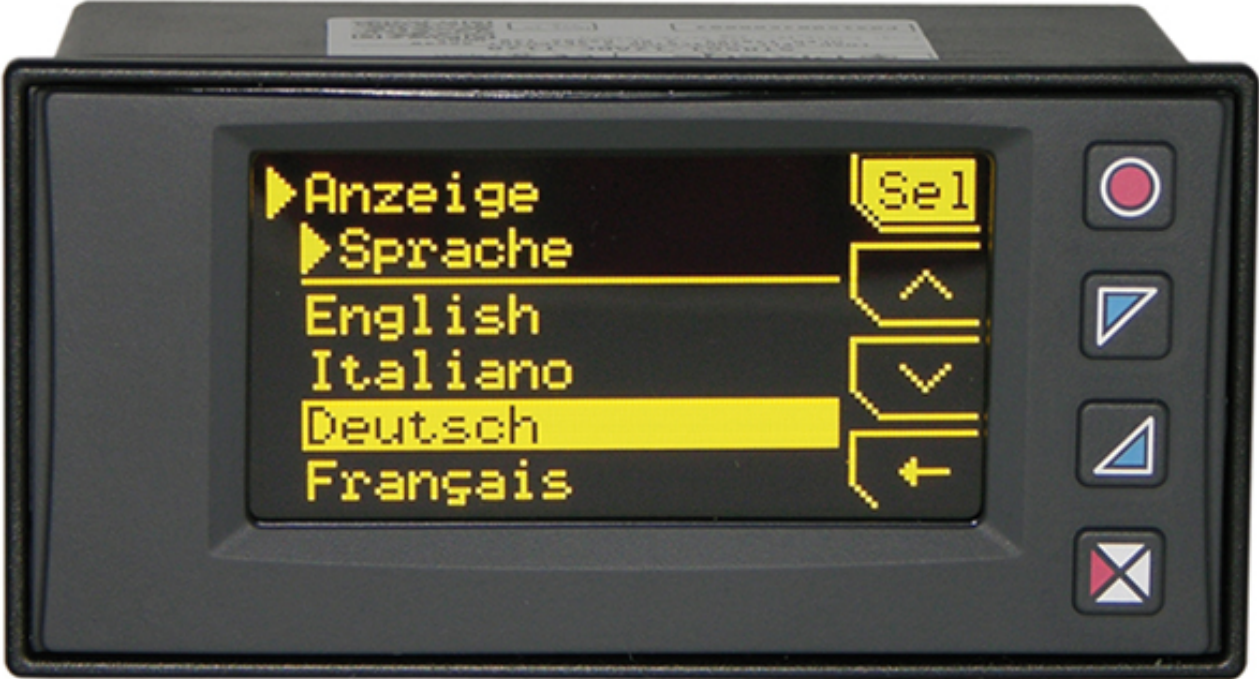 Anzeige
Sel
Sprache
English
Italiano
Deutsch
Français